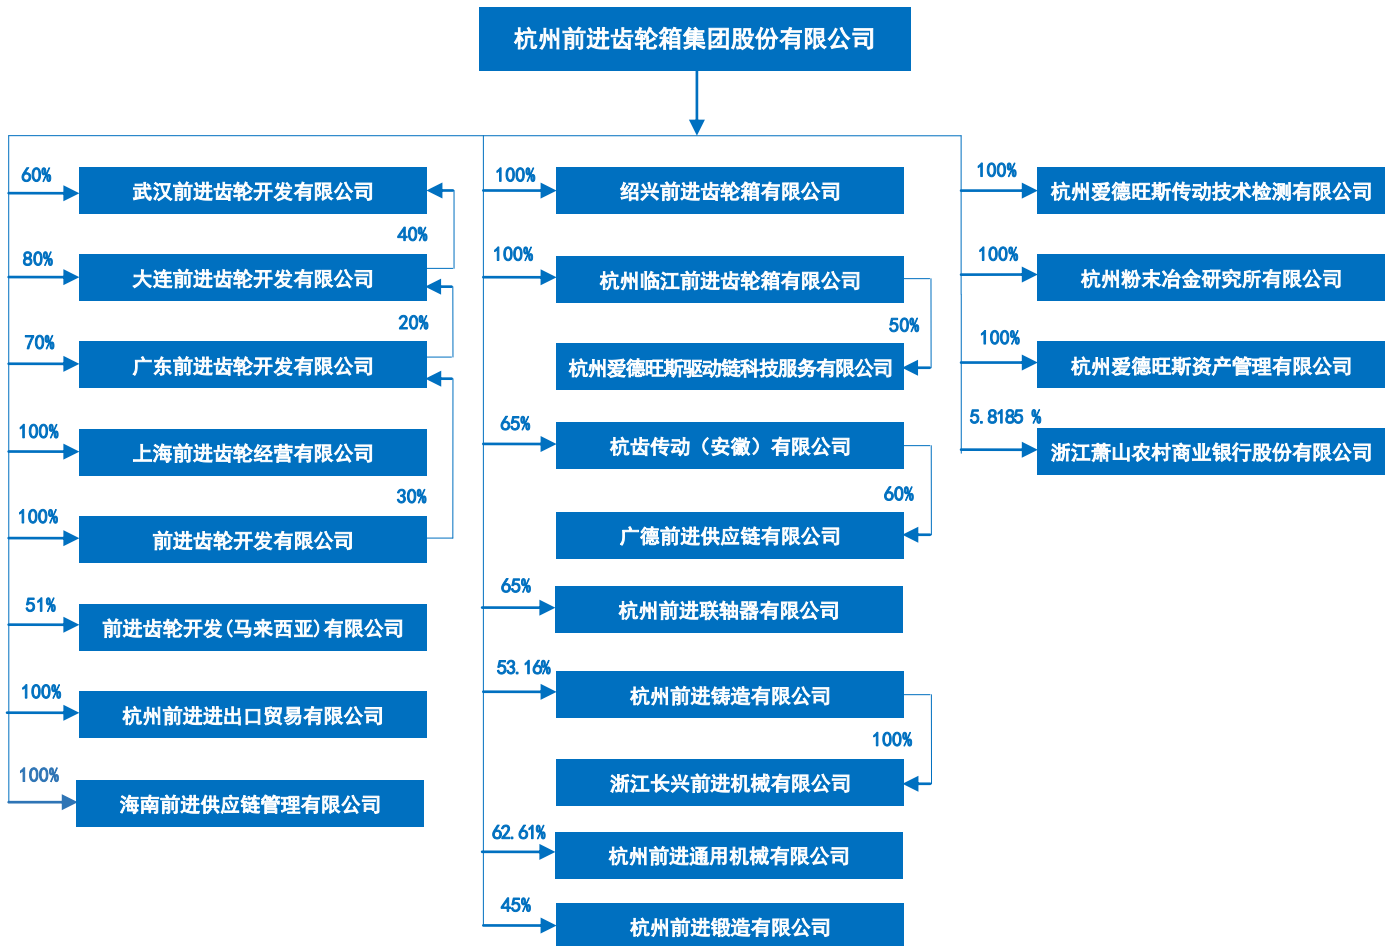 杭州前进齿轮箱集团股份有限公司
60%
武汉前进齿轮开发有限公司
40%
80%
大连前进齿轮开发有限公司
20%
70%
广东前进齿轮开发有限公司
100%
上海前进齿轮经营有限公司
30%
100%
前进齿轮开发有限公司
51%
前进齿轮开发(马来西亚)有限公司
100%
杭州前进进出口贸易有限公司
100%
海南前进供应链管理有限公司
100%
绍兴前进齿轮箱有限公司
100%
杭州临江前进齿轮箱有限公司
50%
杭州爱德旺斯驱动链科技服务有限公司
65%
杭齿传动（安徽）有限公司
60%
广德前进供应链有限公司
65%
杭州前进联轴器有限公司
53.16%
杭州前进铸造有限公司
100%
浙江长兴前进机械有限公司
62.61%
杭州前进通用机械有限公司
45%
杭州前进锻造有限公司
100%
杭州爱德旺斯传动技术检测有限公司
100%
杭州粉末冶金研究所有限公司
100%
杭州爱德旺斯资产管理有限公司
5.8185 %
浙江萧山农村商业银行股份有限公司